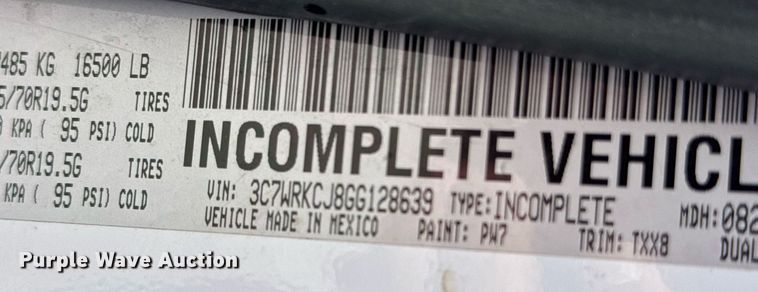 485 KG 16500 LB
/70R19.5G TIRES
KPA ( 95 PSI) COLD
/70R19.5G TIRES
KPA ( 95 PSI) COLD
INCOMPLETE VEHICL
VIN: 3C7WRKCJ8GG128639 TYPE: INCOMPLETE MDH: 082
VEHICLE MADE IN MEXICO PAINT: PW7 TRIM: TXX8 DUAL
Purple Wave Auction